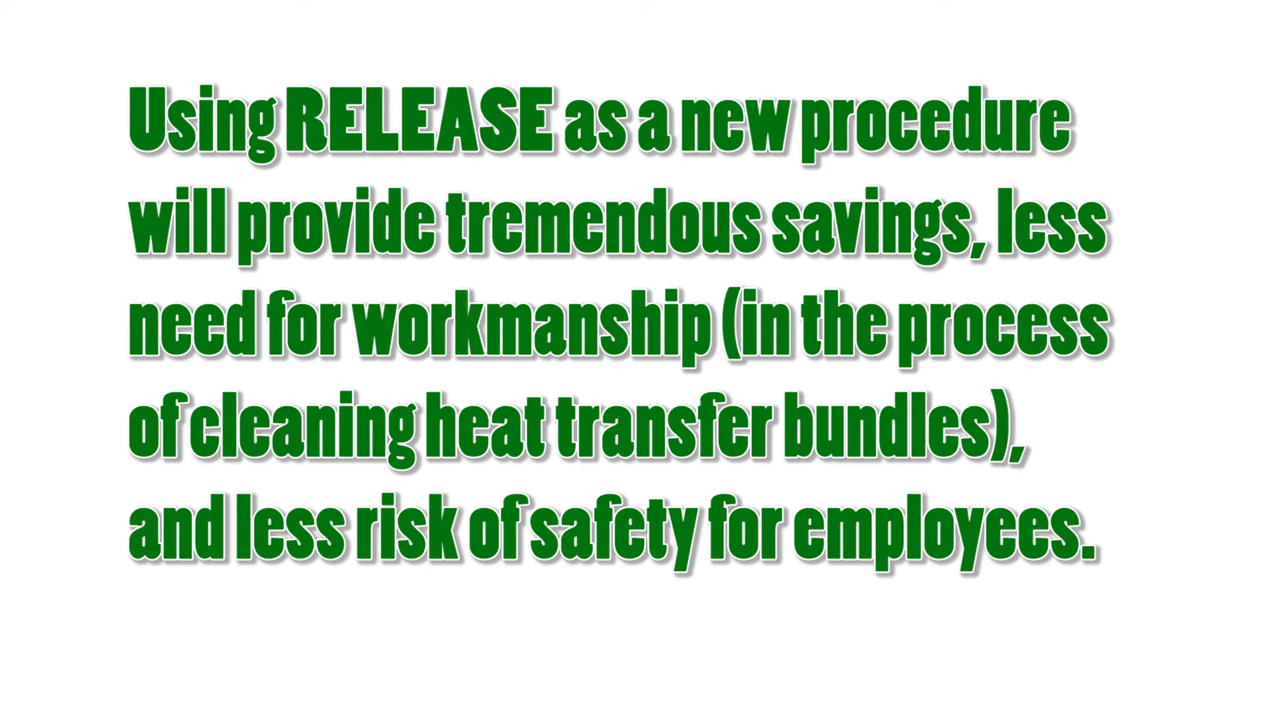 Using RELEASE as a new procedure
will provide tremendous savings, less
need for workmanship (in the process
of cleaning heat transfer bundles),
and less risk of safety for employees.